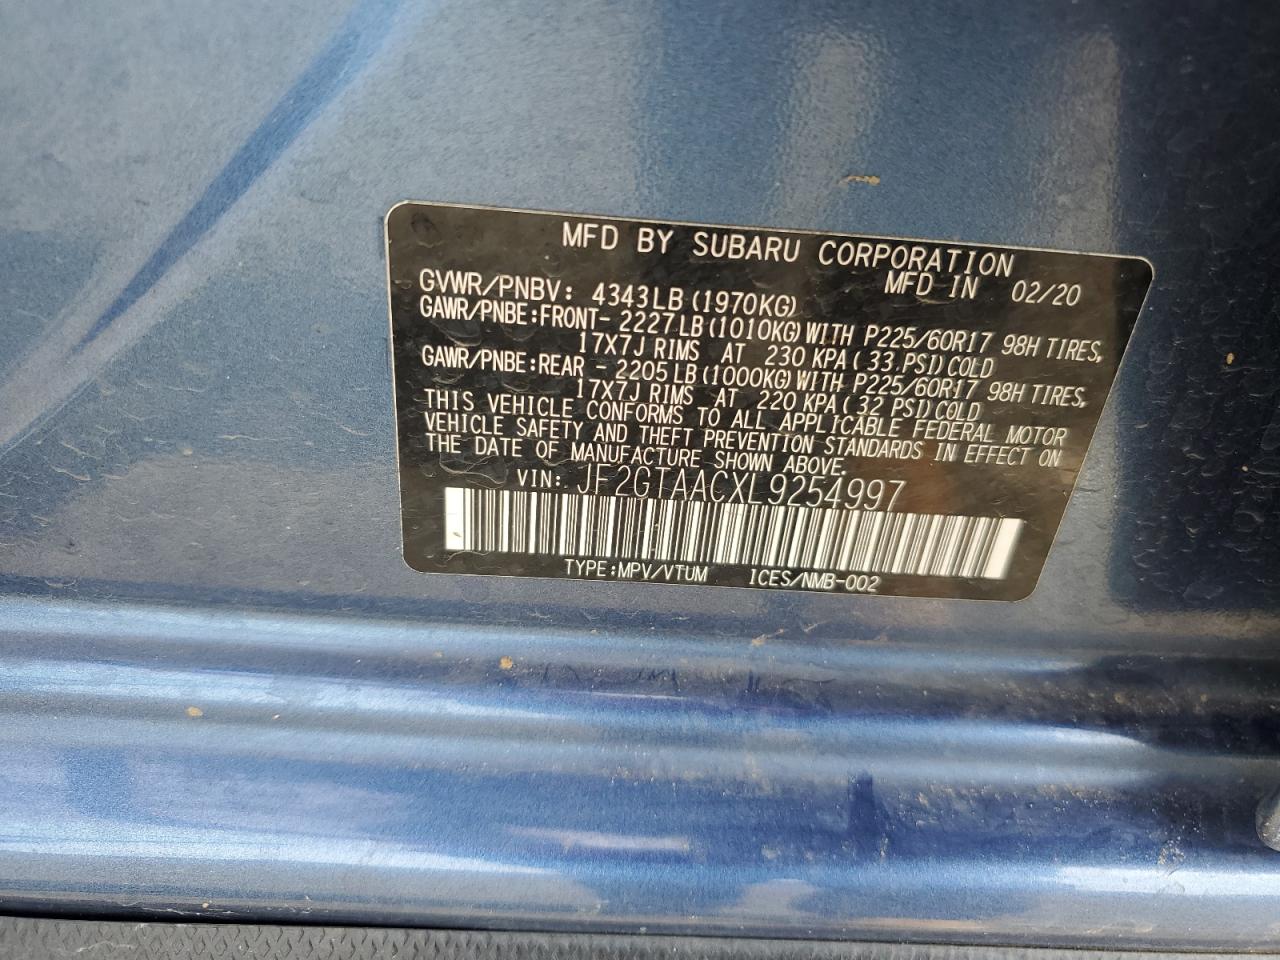 MFD BY SUBARU CORPORATION
MFD IN 02/20
GVWR/PNBV: 4343LB(1970KG)
GAWR/PNBE:FRONT- 2227LB(1010KG)WITH P225/60R17 98H TIRES,
17X7J RIMS AT 230 KPA(33.PSI)COLD
GAWR/PNBE:REAR - 2205LB(1000KG)WITH P225/60R17 98H TIRES,
17X7J RIMS AT 220 KPA(32 PSI)COLD
THIS VEHICLE CONFORMS TO ALL APPLICABLE FEDERAL MOTOR
VEHICLE SAFETY AND THEFT PREVENTION STANDARDS IN EFFECT ON
THE DATE OF MANUFACTURE SHOWN ABOVE.
VIN: JF2GTAACXL9254997
TYPE:MPV/VTUM ICES/NMB-002